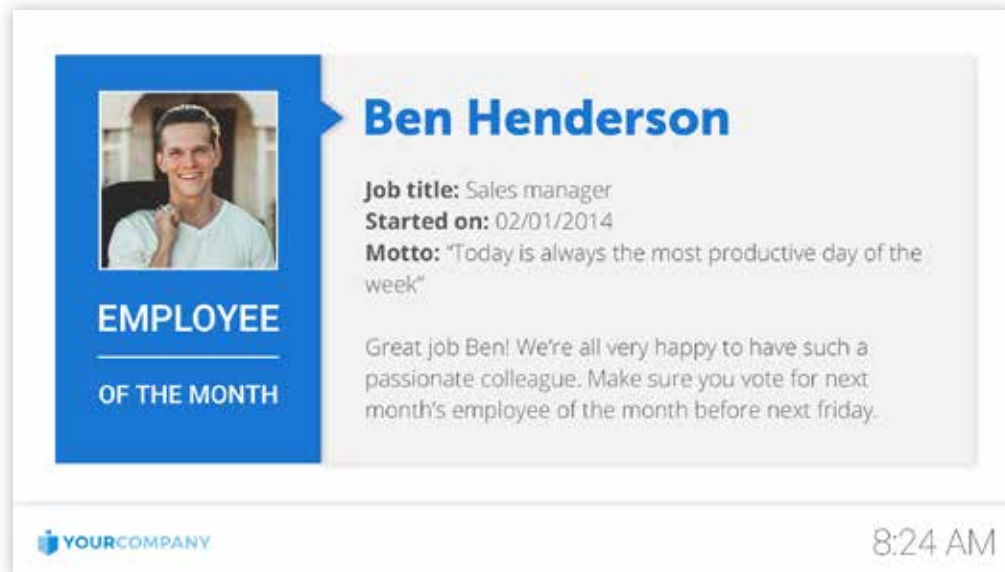 EMPLOYEE
OF THE MONTH
Ben Henderson
Job title: Sales manager
Started on: 02/01/2014
Motto: "Today is always the most productive day of the
week"
Great job Ben! We're all very happy to have such a
passionate colleague. Make sure you vote for next
month's employee of the month before next friday.
YOURCOMPANY
8:24 AM